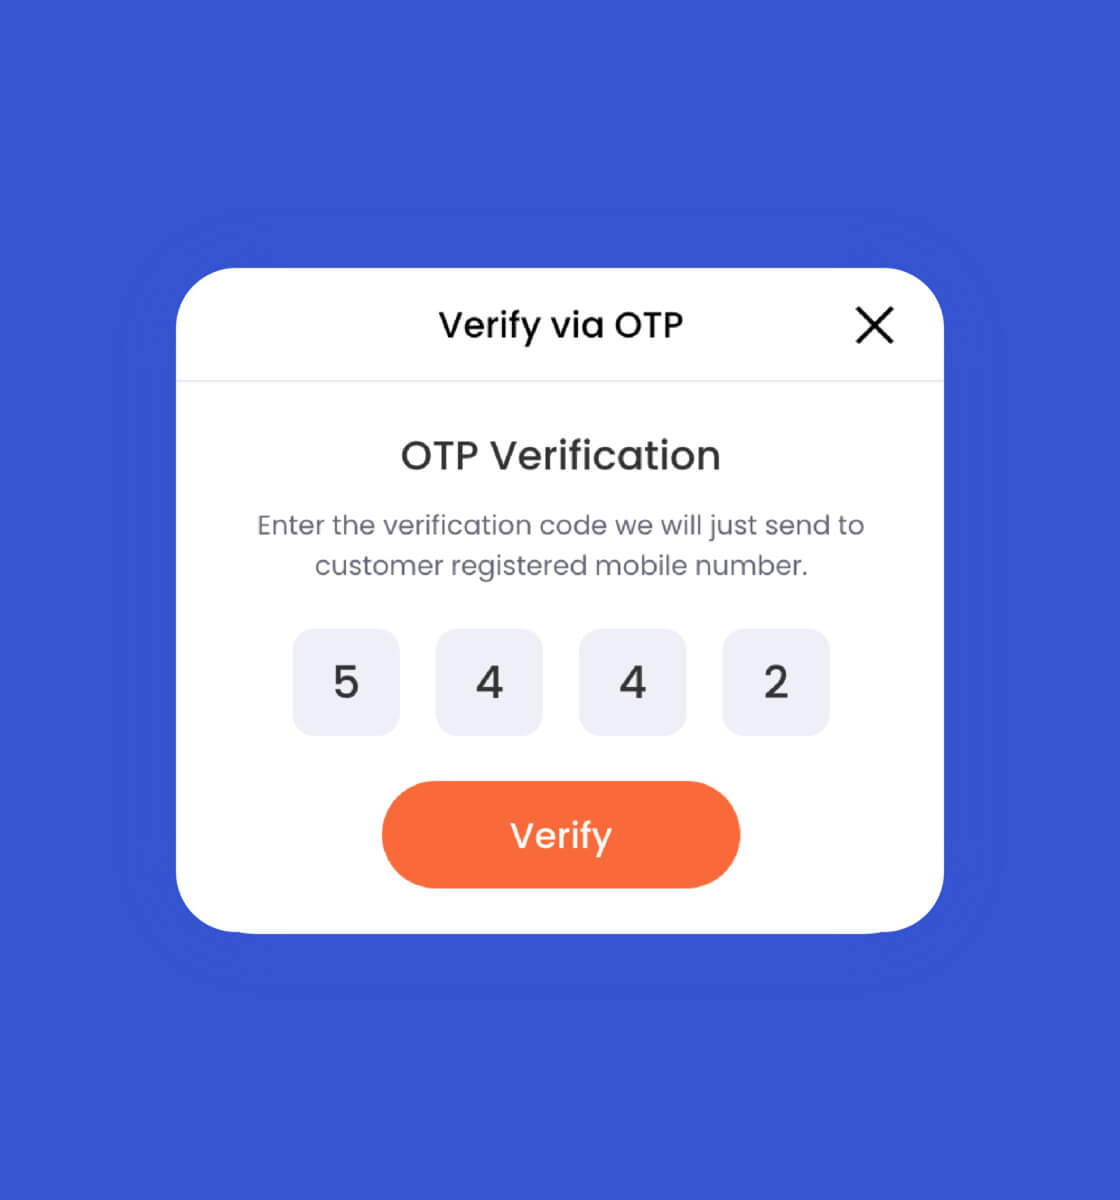 Verify via OTP
OTP Verification
Enter the verification code we will just send to
customer registered mobile number.
5 4 4 2
Verify